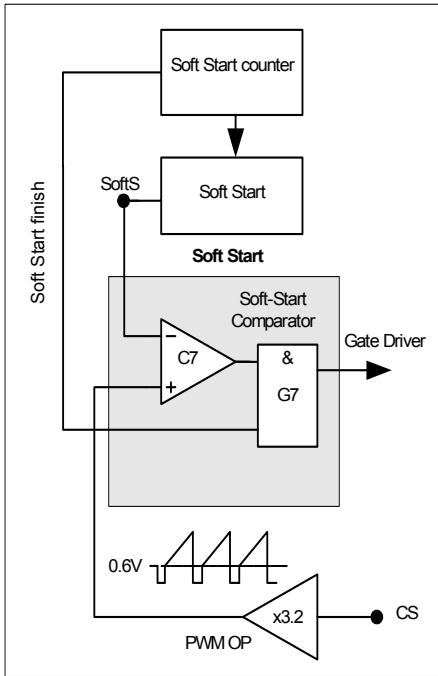 Soft Start counter
Soft Start finish
SoftS
Soft Start
Soft Start
Soft-Start
Comparator
Gate Driver
−
C7
+
&
G7
0.6V
x3.2
CS
PWM OP